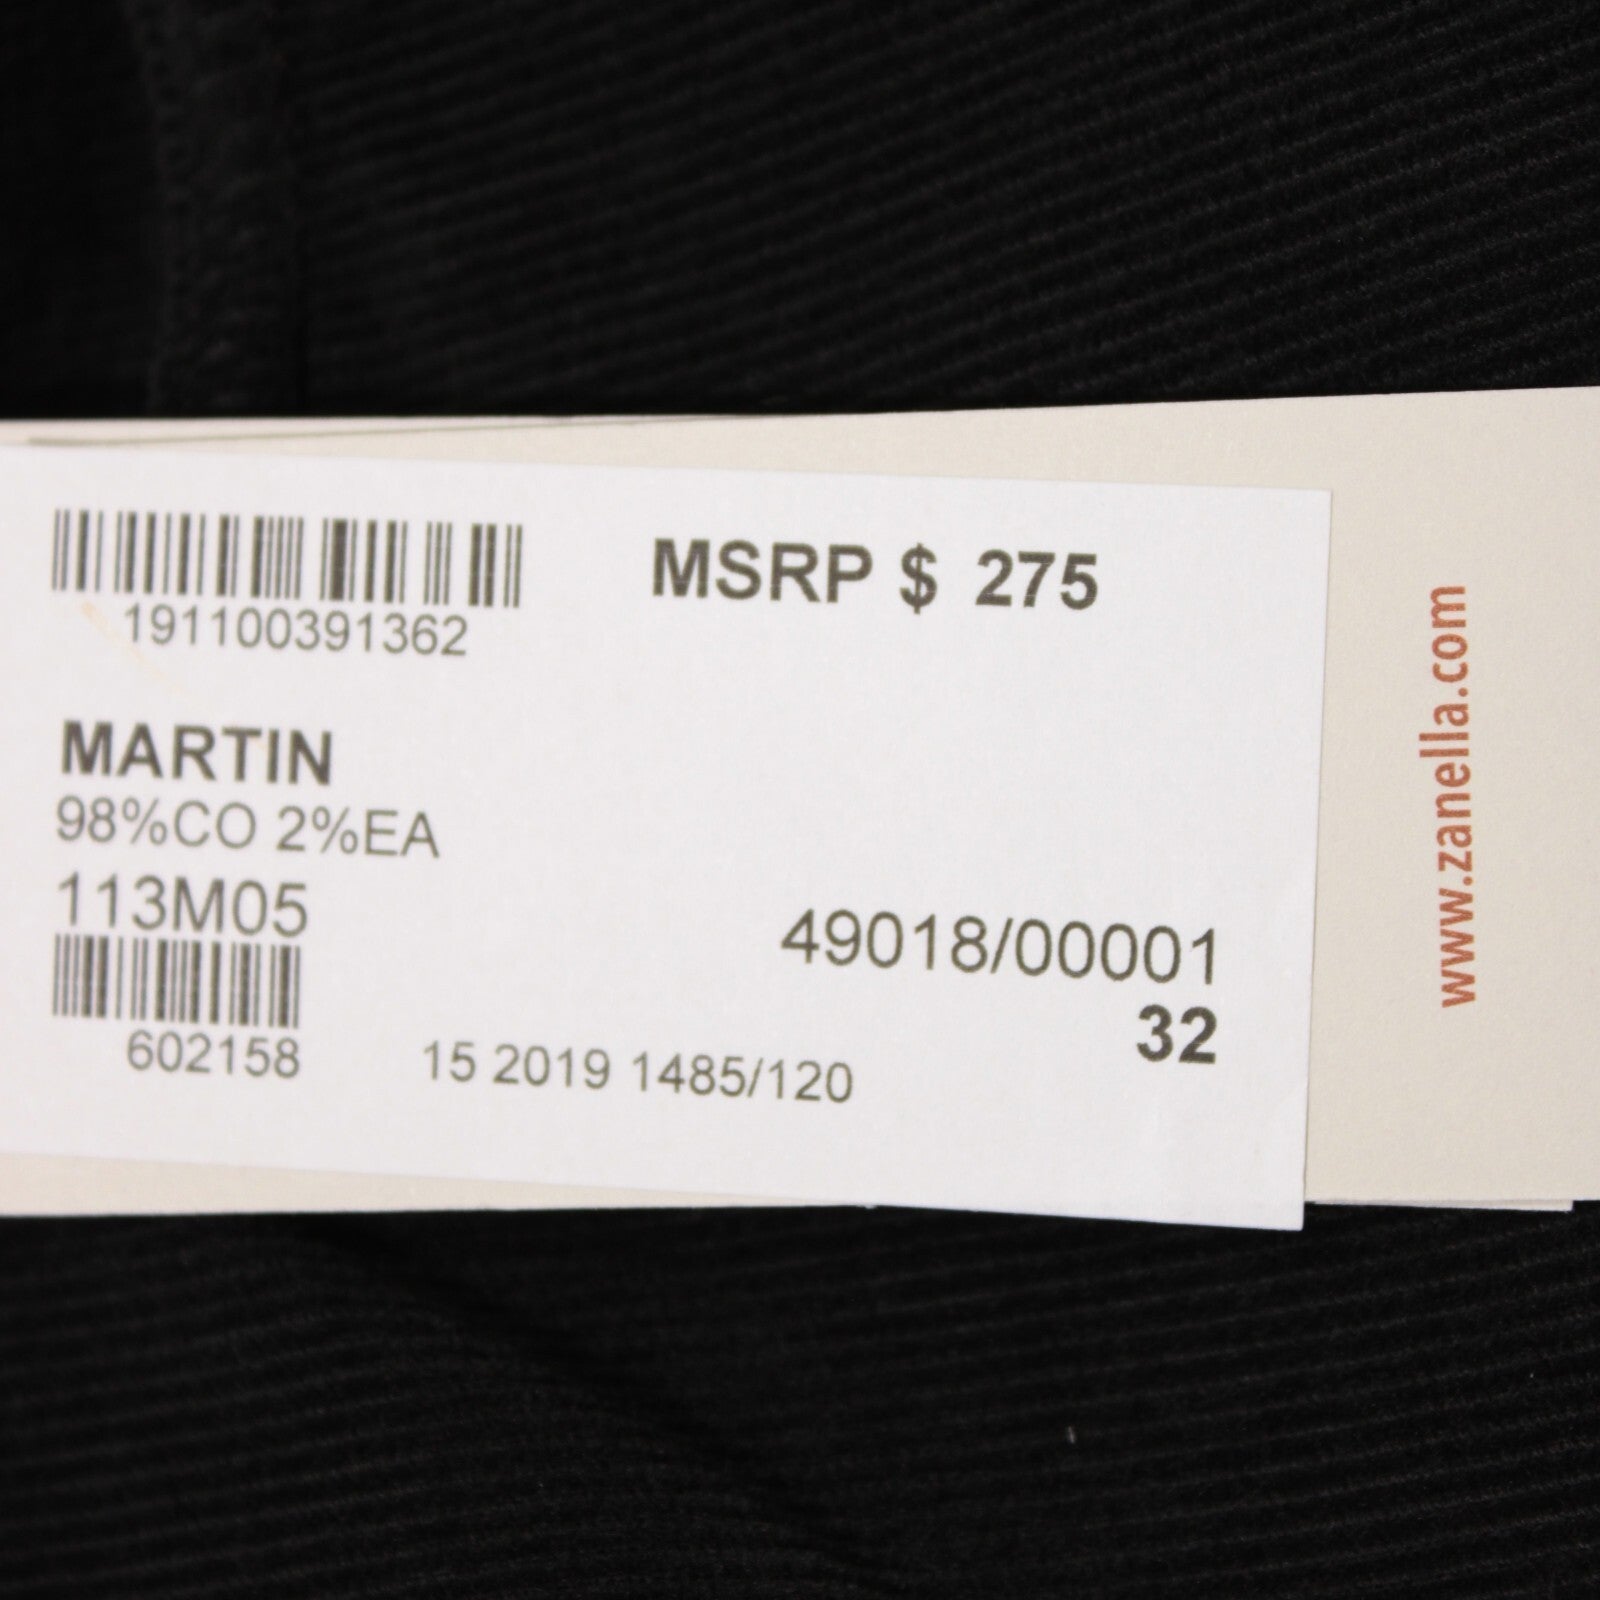 MSRP $ 275
191100391362
MARTIN
98%CO 2%EA
113M05
49018/00001
32
602158
15 2019 1485/120
www.zanella.com